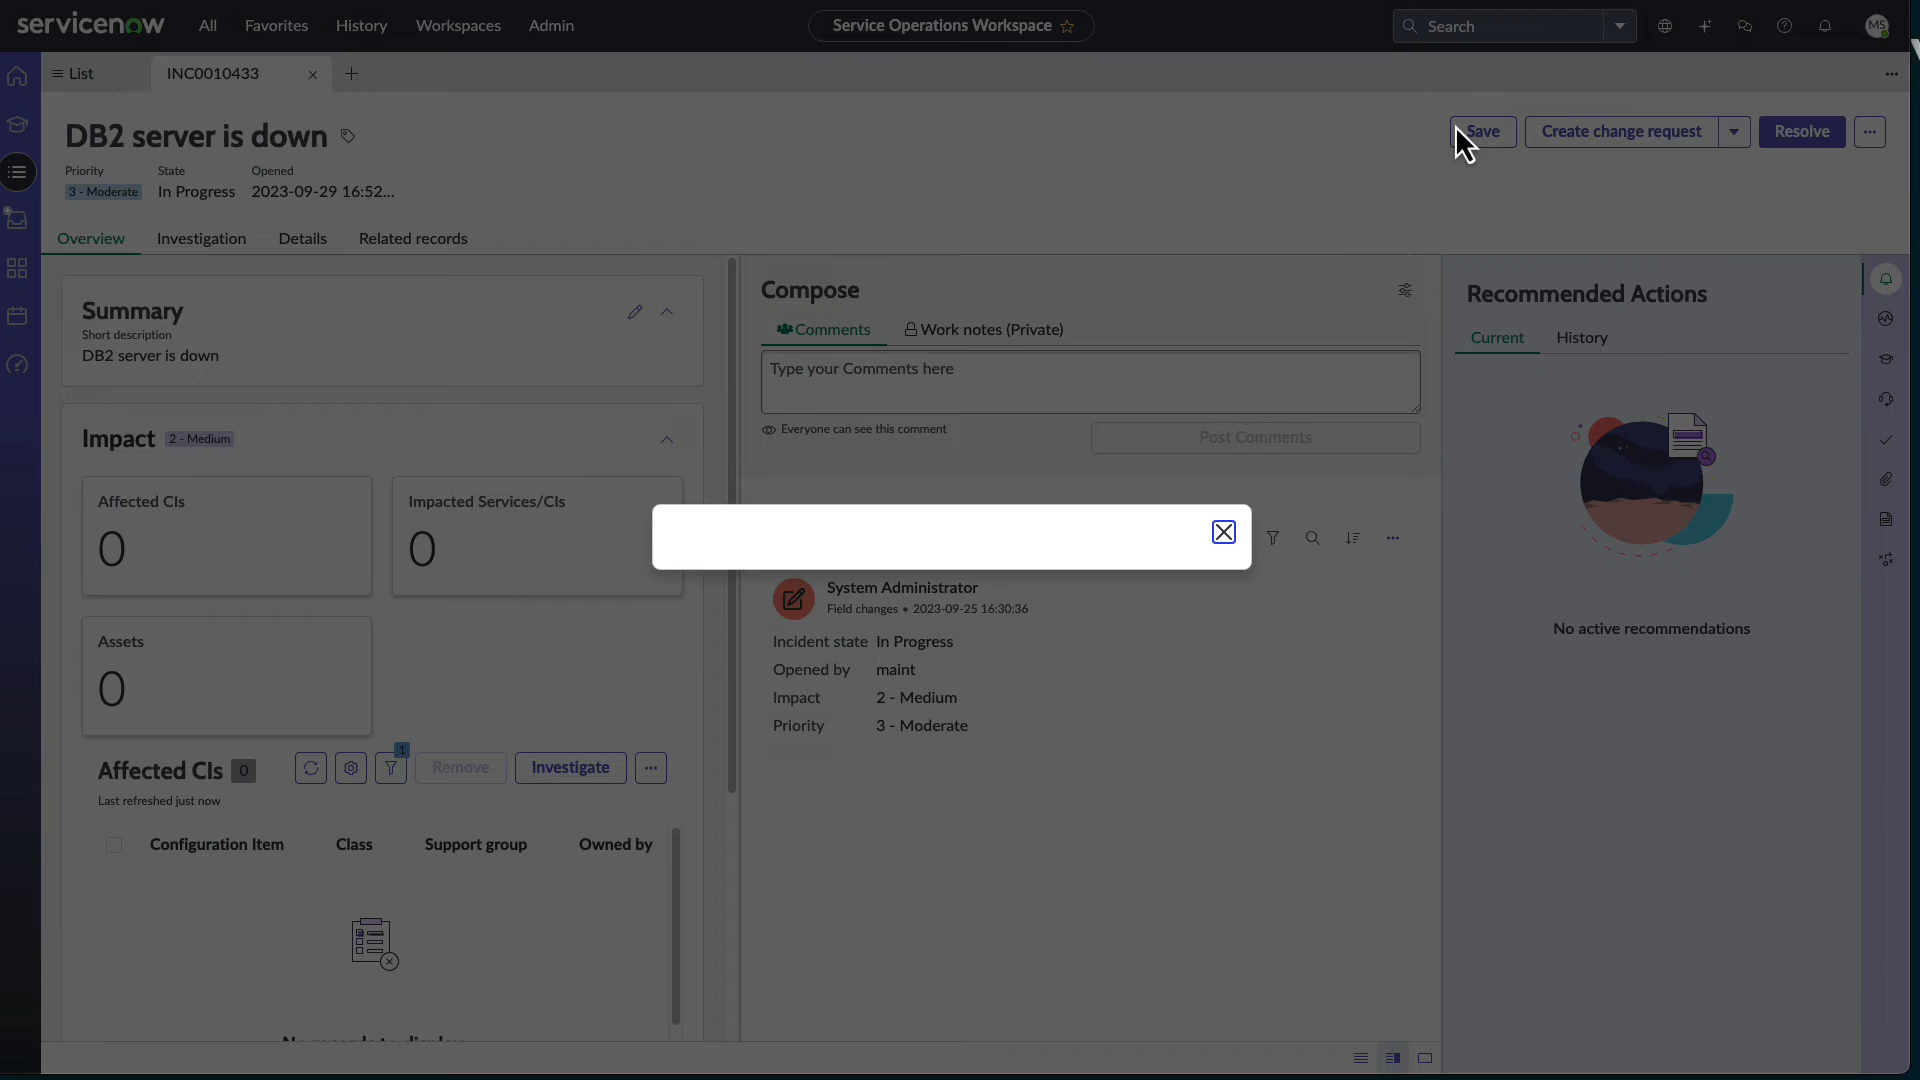 servicenow All Favorites History Workspaces Admin Service Operations Workspace Search MS
List INC0010433
DB2 server is down
Save Create change request Resolve
Priority State Opened
3 - Moderate In Progress 2023-09-29 16:52...
Overview Investigation Details Related records
Summary
Short description
DB2 server is down
Impact 2 - Medium
Affected CIs
0
Impacted Services/CIs
0
Assets
0
Affected CIs 0
1
Remove Investigate
Last refreshed just now
Configuration Item Class Support group Owned by
Compose
Comments Work notes (Private)
Type your Comments here
Everyone can see this comment
Post Comments
System Administrator
Field changes • 2023-09-25 16:30:36
Incident state In Progress
Opened by maint
Impact 2 - Medium
Priority 3 - Moderate
Recommended Actions
Current History
No active recommendations